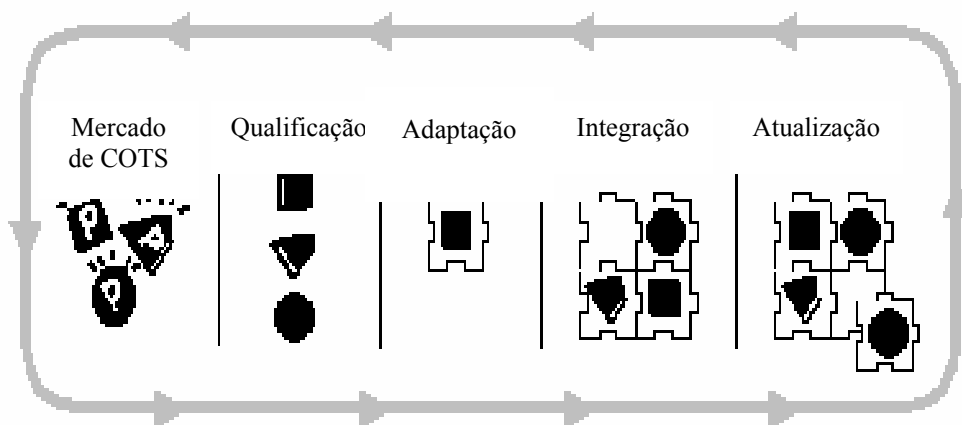 Mercado
de COTS
Qualificação
Adaptação
Integração
Atualização
P
A
P